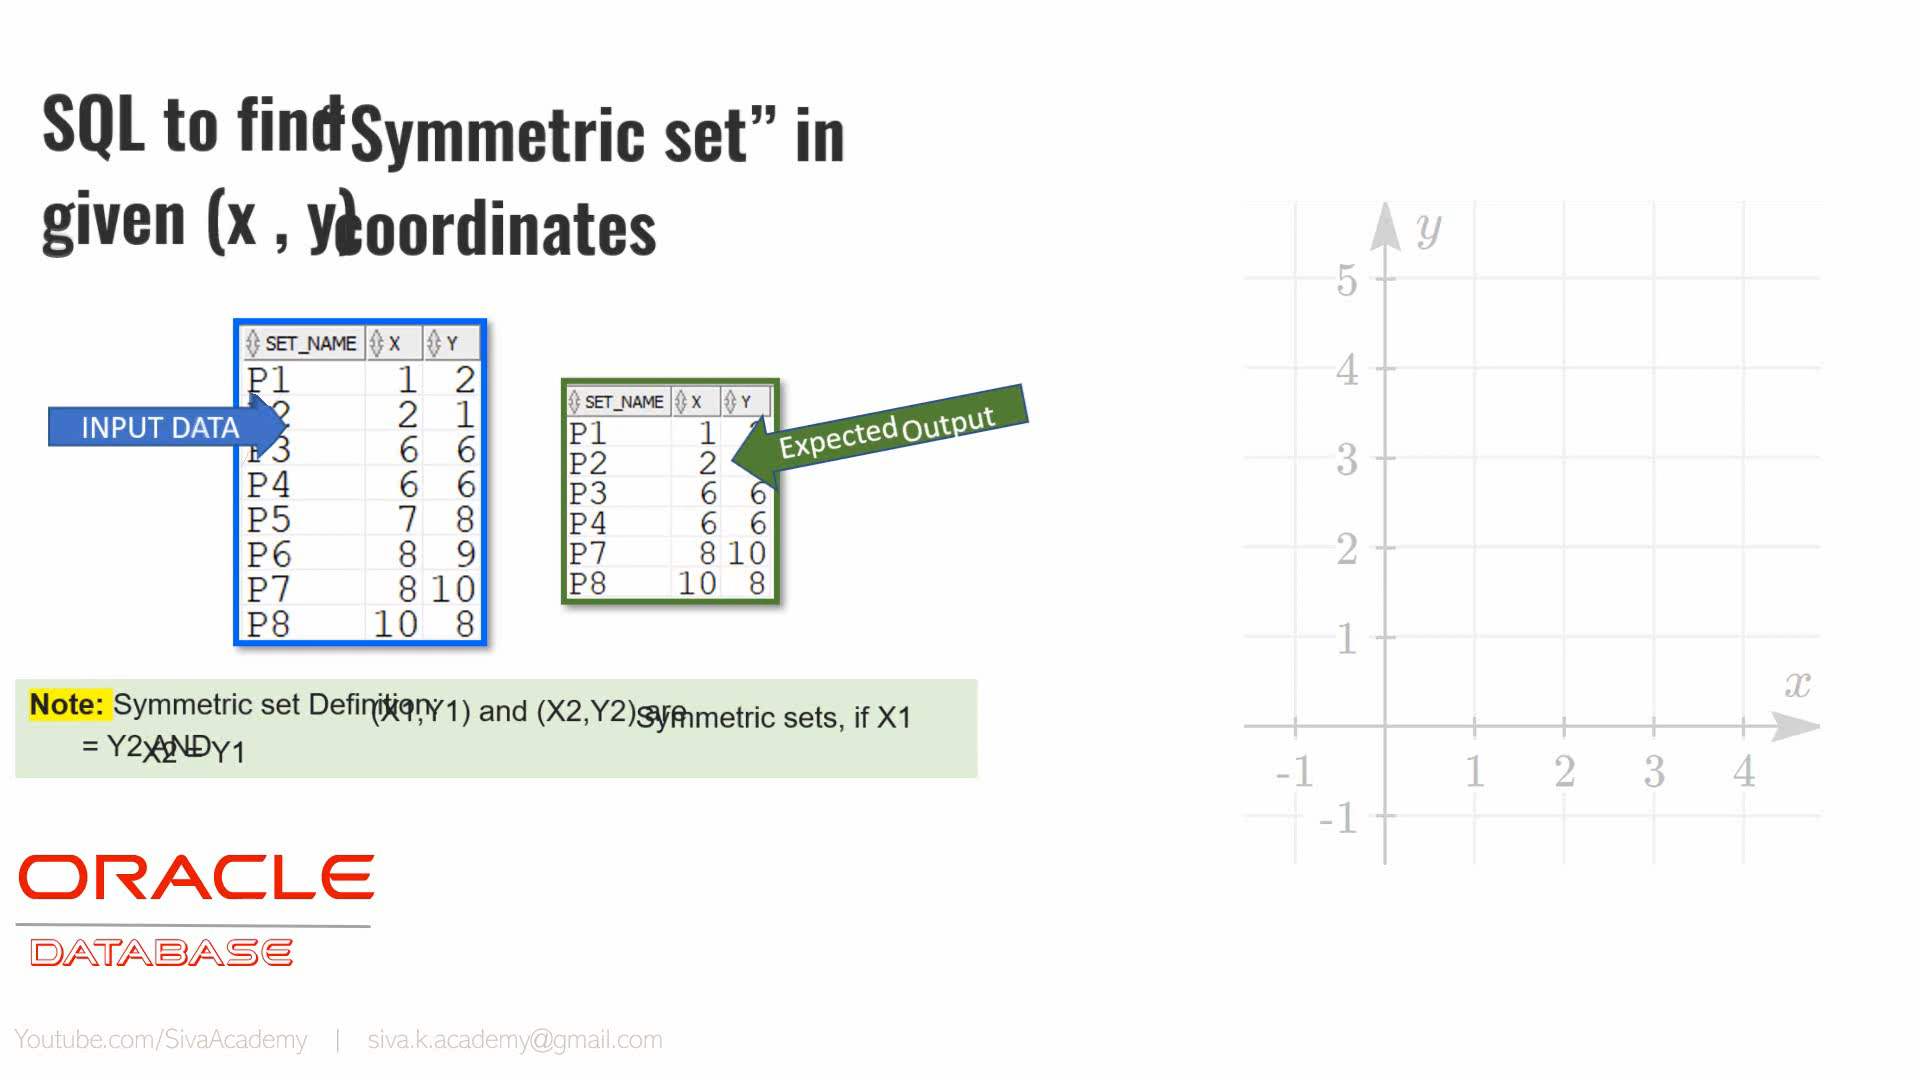 SQL to find “Symmetric set” in
given (x , y) coordinates
SET_NAME X Y
P1 1 2
2 1
P3 6 6
P4 6 6
P5 7 8
P6 8 9
P7 8 10
P8 10 8
INPUT DATA
SET_NAME X Y
P1 1
P2 2
P3 6 6
P4 6 6
P7 8 10
P8 10 8
Expected Output
Note: Symmetric set Definition: (X1,Y1) and (X2,Y2) are Symmetric sets, if X1
= Y2 AND X2 = Y1
ORACLE
DATABASE
Youtube.com/SivaAcademy | siva.k.academy@gmail.com
y
5
4
3
2
1
x
-1 1 2 3 4
-1